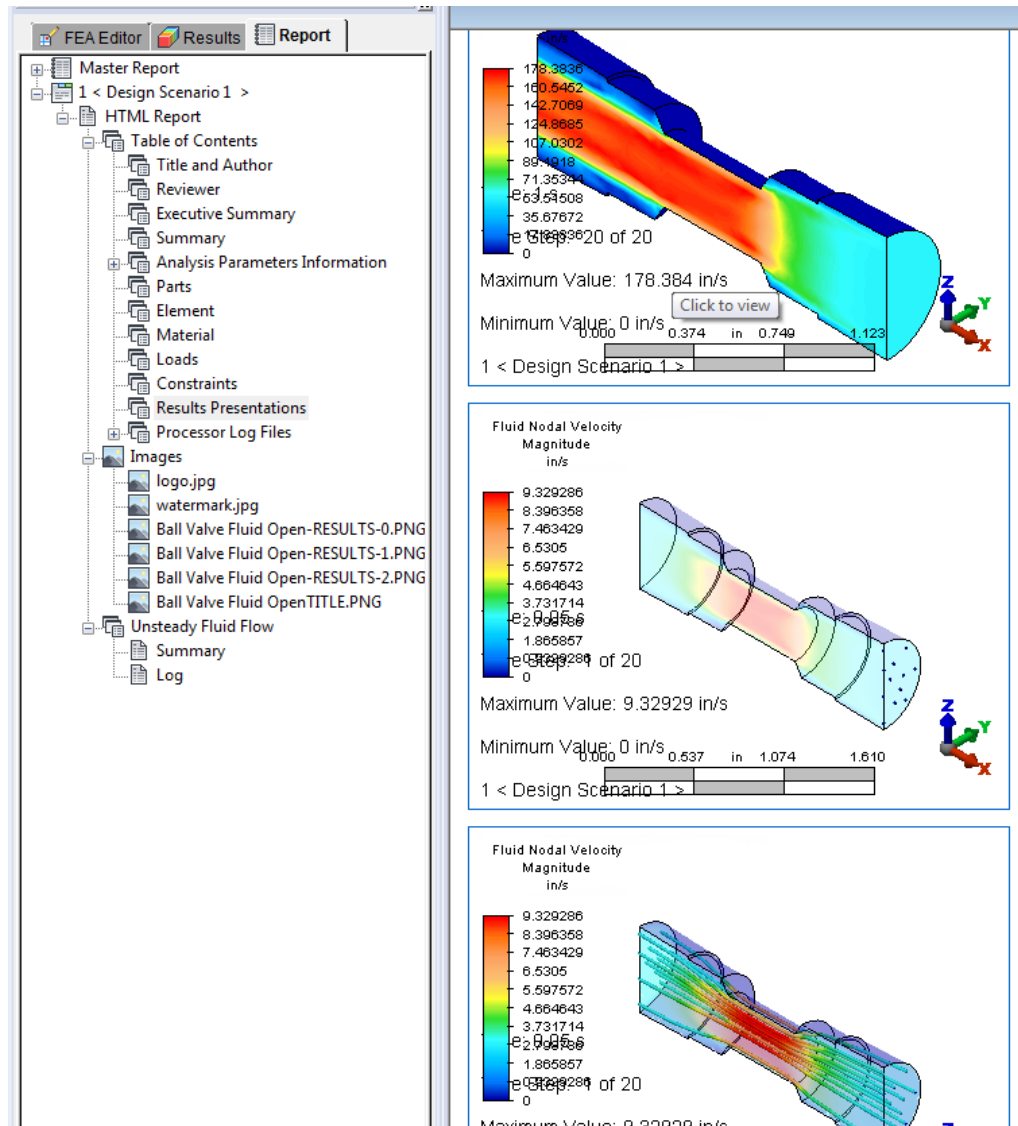 FEA Editor Results Report
Master Report
1 < Design Scenario 1 >
HTML Report
Table of Contents
Title and Author
Reviewer
Executive Summary
Summary
Analysis Parameters Information
Parts
Element
Material
Loads
Constraints
Results Presentations
Processor Log Files
Images
logo.jpg
watermark.jpg
Ball Valve Fluid Open-RESULTS-0.PNG
Ball Valve Fluid Open-RESULTS-1.PNG
Ball Valve Fluid Open-RESULTS-2.PNG
Ball Valve Fluid OpenTITLE.PNG
Unsteady Fluid Flow
Summary
Log
in/s
178.3836
160.5452
142.7069
124.8685
107.0302
89.1918
71.35344
35.67672
0
20 of 20
Maximum Value: 178.384 in/s
Click to view
Minimum Value: 0 in/s
0.000 0.374 in 0.749 1.123
1 < Design Scenario 1 >
Z
Y
X
Fluid Nodal Velocity
Magnitude
in/s
9.329286
8.396358
7.463429
6.5305
5.597572
4.664643
3.731714
1.865857
1 of 20
0
Maximum Value: 9.32929 in/s
Minimum Value: 0 in/s
0.000 0.537 in 1.074 1.610
1 < Design Scenario 1 >
Z
Y
X
Fluid Nodal Velocity
Magnitude
in/s
9.329286
8.396358
7.463429
6.5305
5.597572
4.664643
3.731714
1.865857
1 of 20
0
Maximum Value: 9.32929 in/s
Z